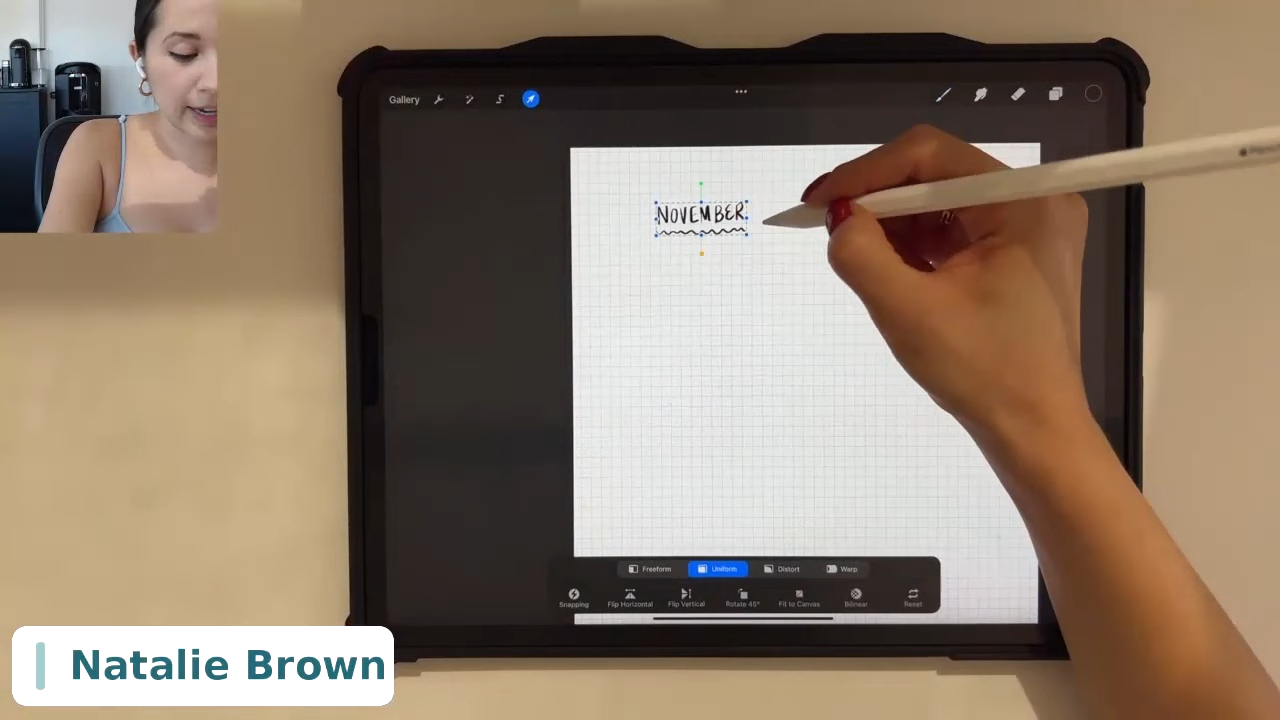 Gallery
NOVEMBER
Freeform
Uniform
Distort
Warp
Snapping
Flip Horizontal
Flip Vertical
Rotate 45°
Fit to Canvas
Bilinear
Reset
Natalie Brown